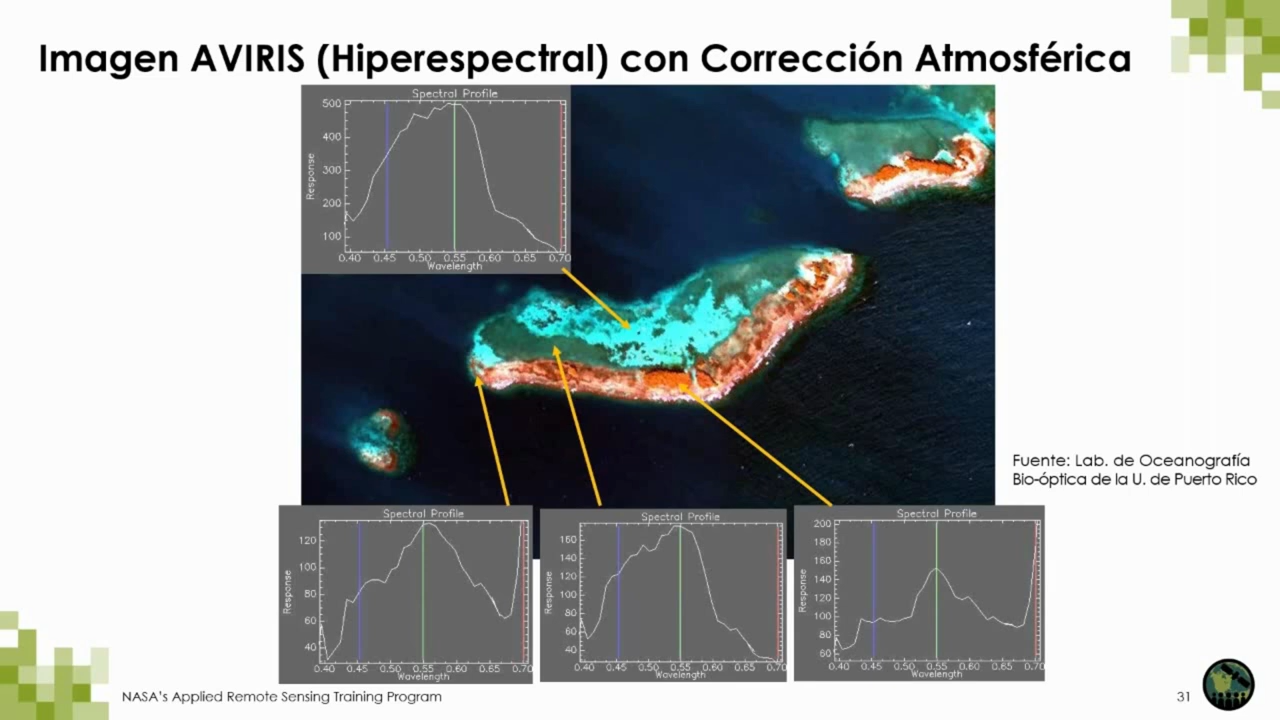 Imagen AVIRIS (Hiperespectral) con Corrección Atmosférica
Spectral Profile
500
400
300
200
100
Response
0.40 0.45 0.50 0.55 0.60 0.65 0.70
Wavelength
Fuente: Lab. de Oceanografía
Bio-óptica de la U. de Puerto Rico
Spectral Profile
120
100
80
60
40
Response
0.40 0.45 0.50 0.55 0.60 0.65 0.70
Wavelength
Spectral Profile
160
140
120
100
80
60
40
Response
0.40 0.45 0.50 0.55 0.60 0.65 0.70
Wavelength
Spectral Profile
200
180
160
140
120
100
80
60
Response
0.40 0.45 0.50 0.55 0.60 0.65 0.70
Wavelength
NASA's Applied Remote Sensing Training Program
31